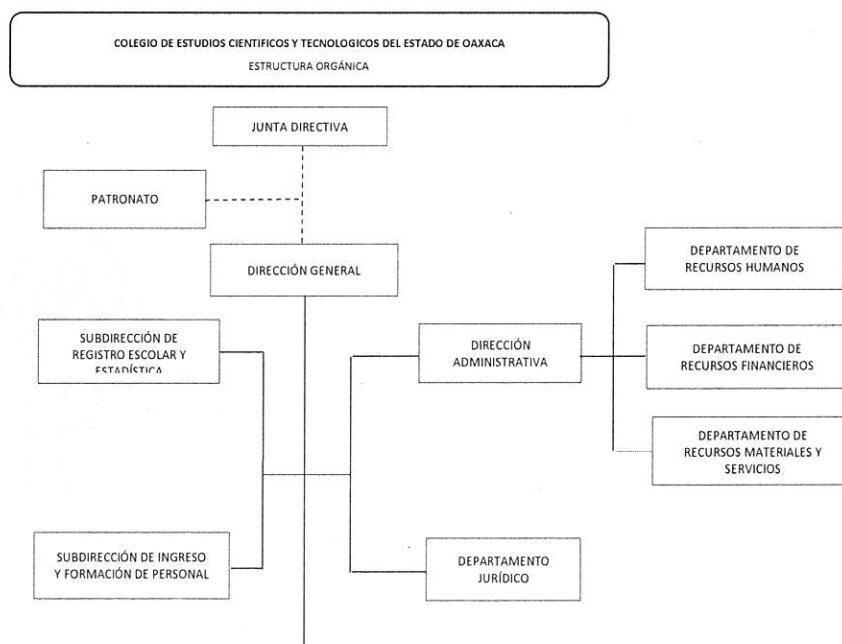 COLEGIO DE ESTUDIOS CIENTIFICOS Y TECNOLOGICOS DEL ESTADO DE OAXACA
ESTRUCTURA ORGÁNICA
JUNTA DIRECTIVA
PATRONATO
DIRECCIÓN GENERAL
DEPARTAMENTO DE
RECURSOS HUMANOS
SUBDIRECCIÓN DE
REGISTRO ESCOLAR Y
ESTADÍSTICA
DIRECCIÓN
ADMINISTRATIVA
DEPARTAMENTO DE
RECURSOS FINANCIEROS
DEPARTAMENTO DE
RECURSOS MATERIALES Y
SERVICIOS
SUBDIRECCIÓN DE INGRESO
Y FORMACIÓN DE PERSONAL
DEPARTAMENTO
JURÍDICO